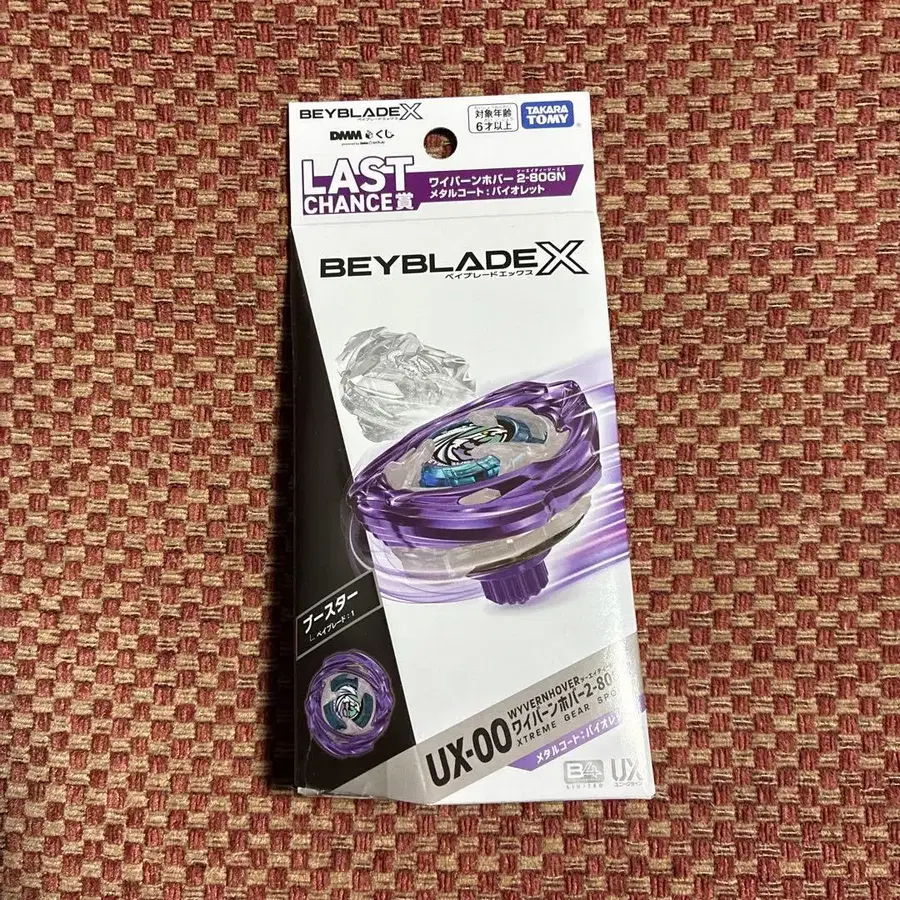 BEYBLADE X
ベイブレードエックス
対象年齢
6才以上
TAKARA
TOMY
DMM くじ
LAST
CHANCE賞
ワイバーンホバー 2-80GN
メタルコート:バイオレット
BEYBLADE X
ベイブレードエックス
ブースター
ベイブレード:1
UX-00
WYVERNHOVER
ワイバーンホバー2-80
XTREME GEAR
メタルコート:バイオレッ
B4
LIMITED
UX